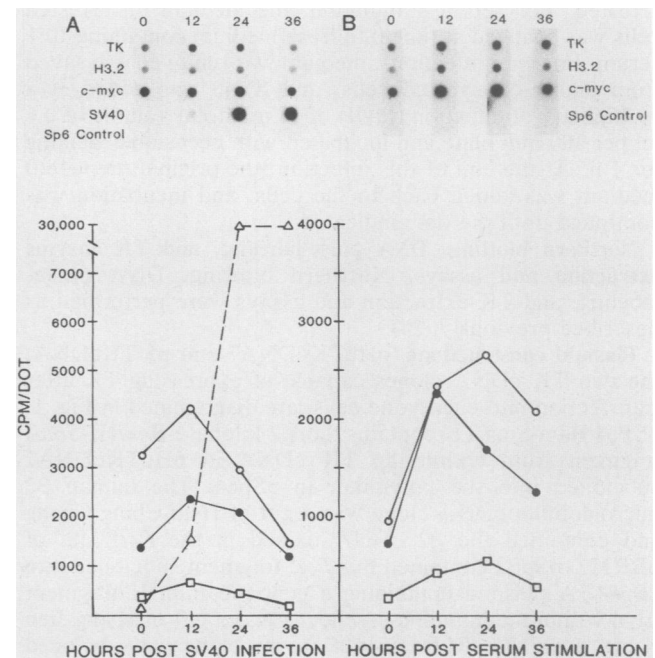 A
0 12 24 36
TK
H3.2
c-myc
SV40
Sp6 Control
B
0 12 24 36
TK
H3.2
c-myc
Sp6 Control
CPM/DOT
30,000
7000
6000
5000
4000
3000
2000
1000
0 12 24 36
HOURS POST SV40 INFECTION
4000
3000
2000
1000
0 12 24 36
HOURS POST SERUM STIMULATION